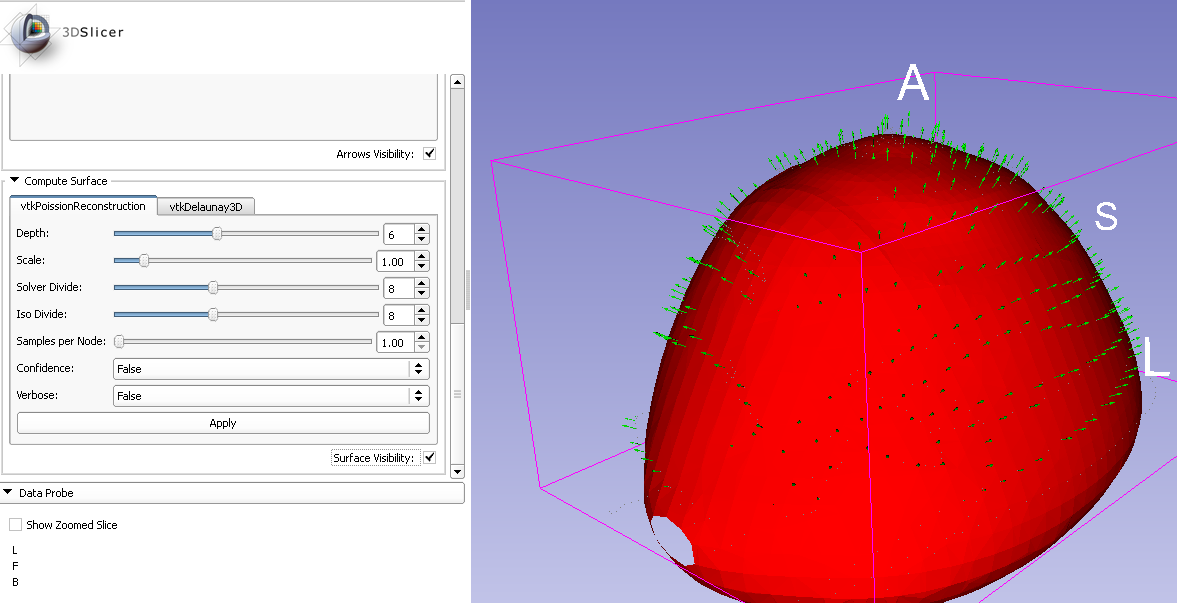 3DSlicer
Arrows Visibility:
Compute Surface
vtkPoissionReconstruction vtkDelaunay3D
Depth: 6
Scale: 1.00
Solver Divide: 8
Iso Divide: 8
Samples per Node: 1.00
Confidence: False
Verbose: False
Apply
Surface Visibility:
Data Probe
Show Zoomed Slice
L
F
B
A
S
L